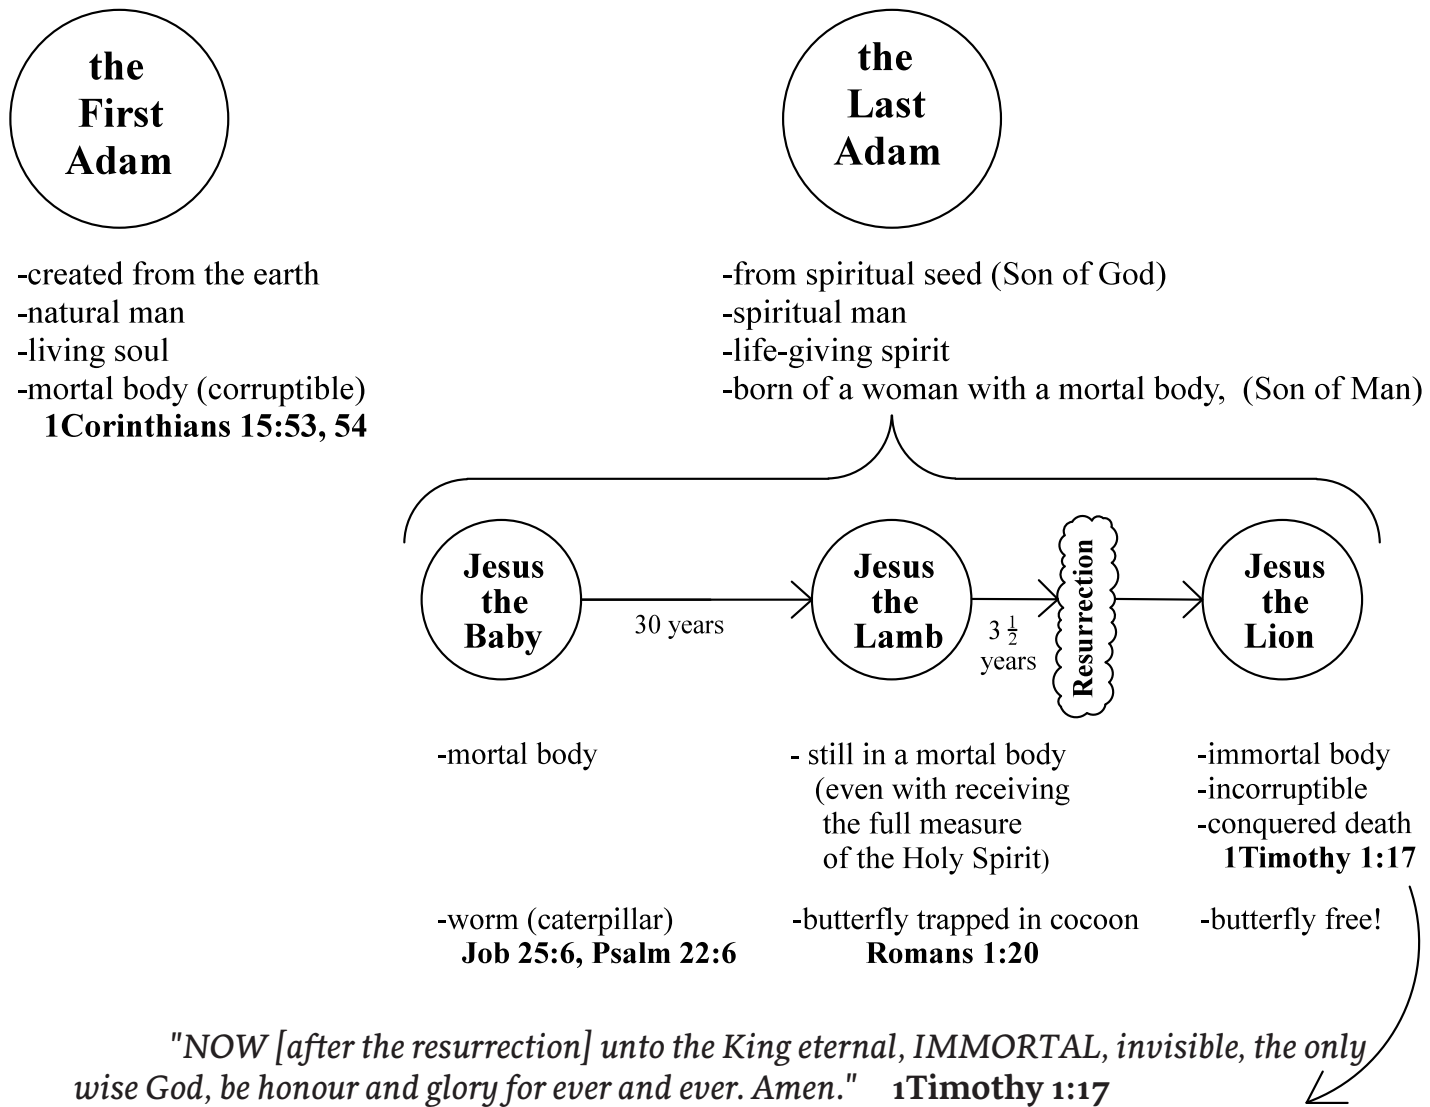 the
First
Adam
-created from the earth
-natural man
-living soul
-mortal body (corruptible)
1Corinthians 15:53, 54
the
Last
Adam
-from spiritual seed (Son of God)
-spiritual man
-life-giving spirit
-born of a woman with a mortal body,  (Son of Man)
Jesus
the
Baby
30 years
Jesus
the
Lamb
3 ½
years
Resurrection
Jesus
the
Lion
-mortal body
-worm (caterpillar)
Job 25:6, Psalm 22:6
- still in a mortal body
(even with receiving
the full measure
of the Holy Spirit)
-butterfly trapped in cocoon
Romans 1:20
-immortal body
-incorruptible
-conquered death
1Timothy 1:17
-butterfly free!
"NOW [after the resurrection] unto the King eternal, IMMORTAL, invisible, the only
wise God, be honour and glory for ever and ever. Amen."    1Timothy 1:17